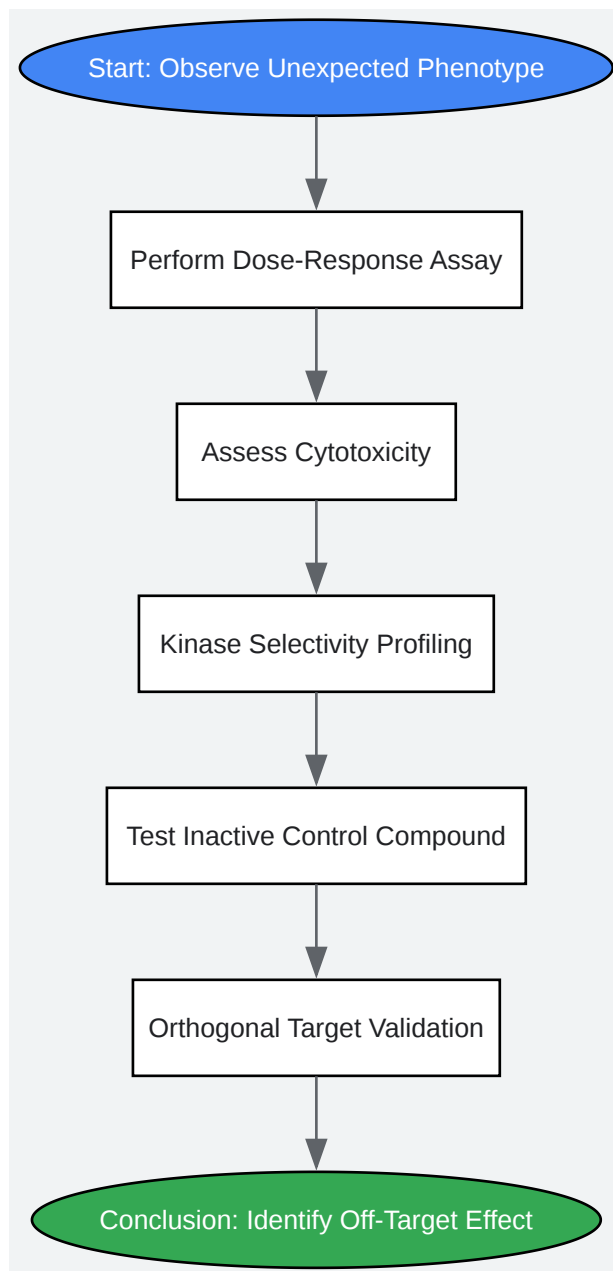 Start: Observe Unexpected Phenotype
Perform Dose-Response Assay
Assess Cytotoxicity
Kinase Selectivity Profiling
Test Inactive Control Compound
Orthogonal Target Validation
Conclusion: Identify Off-Target Effect